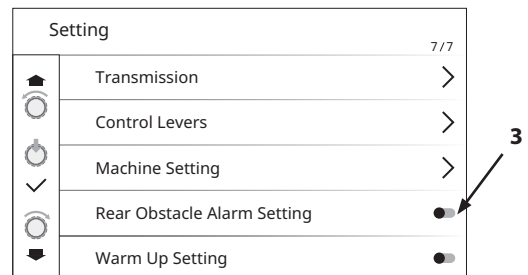 Setting
7/7
Transmission
Control Levers
Machine Setting
Rear Obstacle Alarm Setting
Warm Up Setting
3